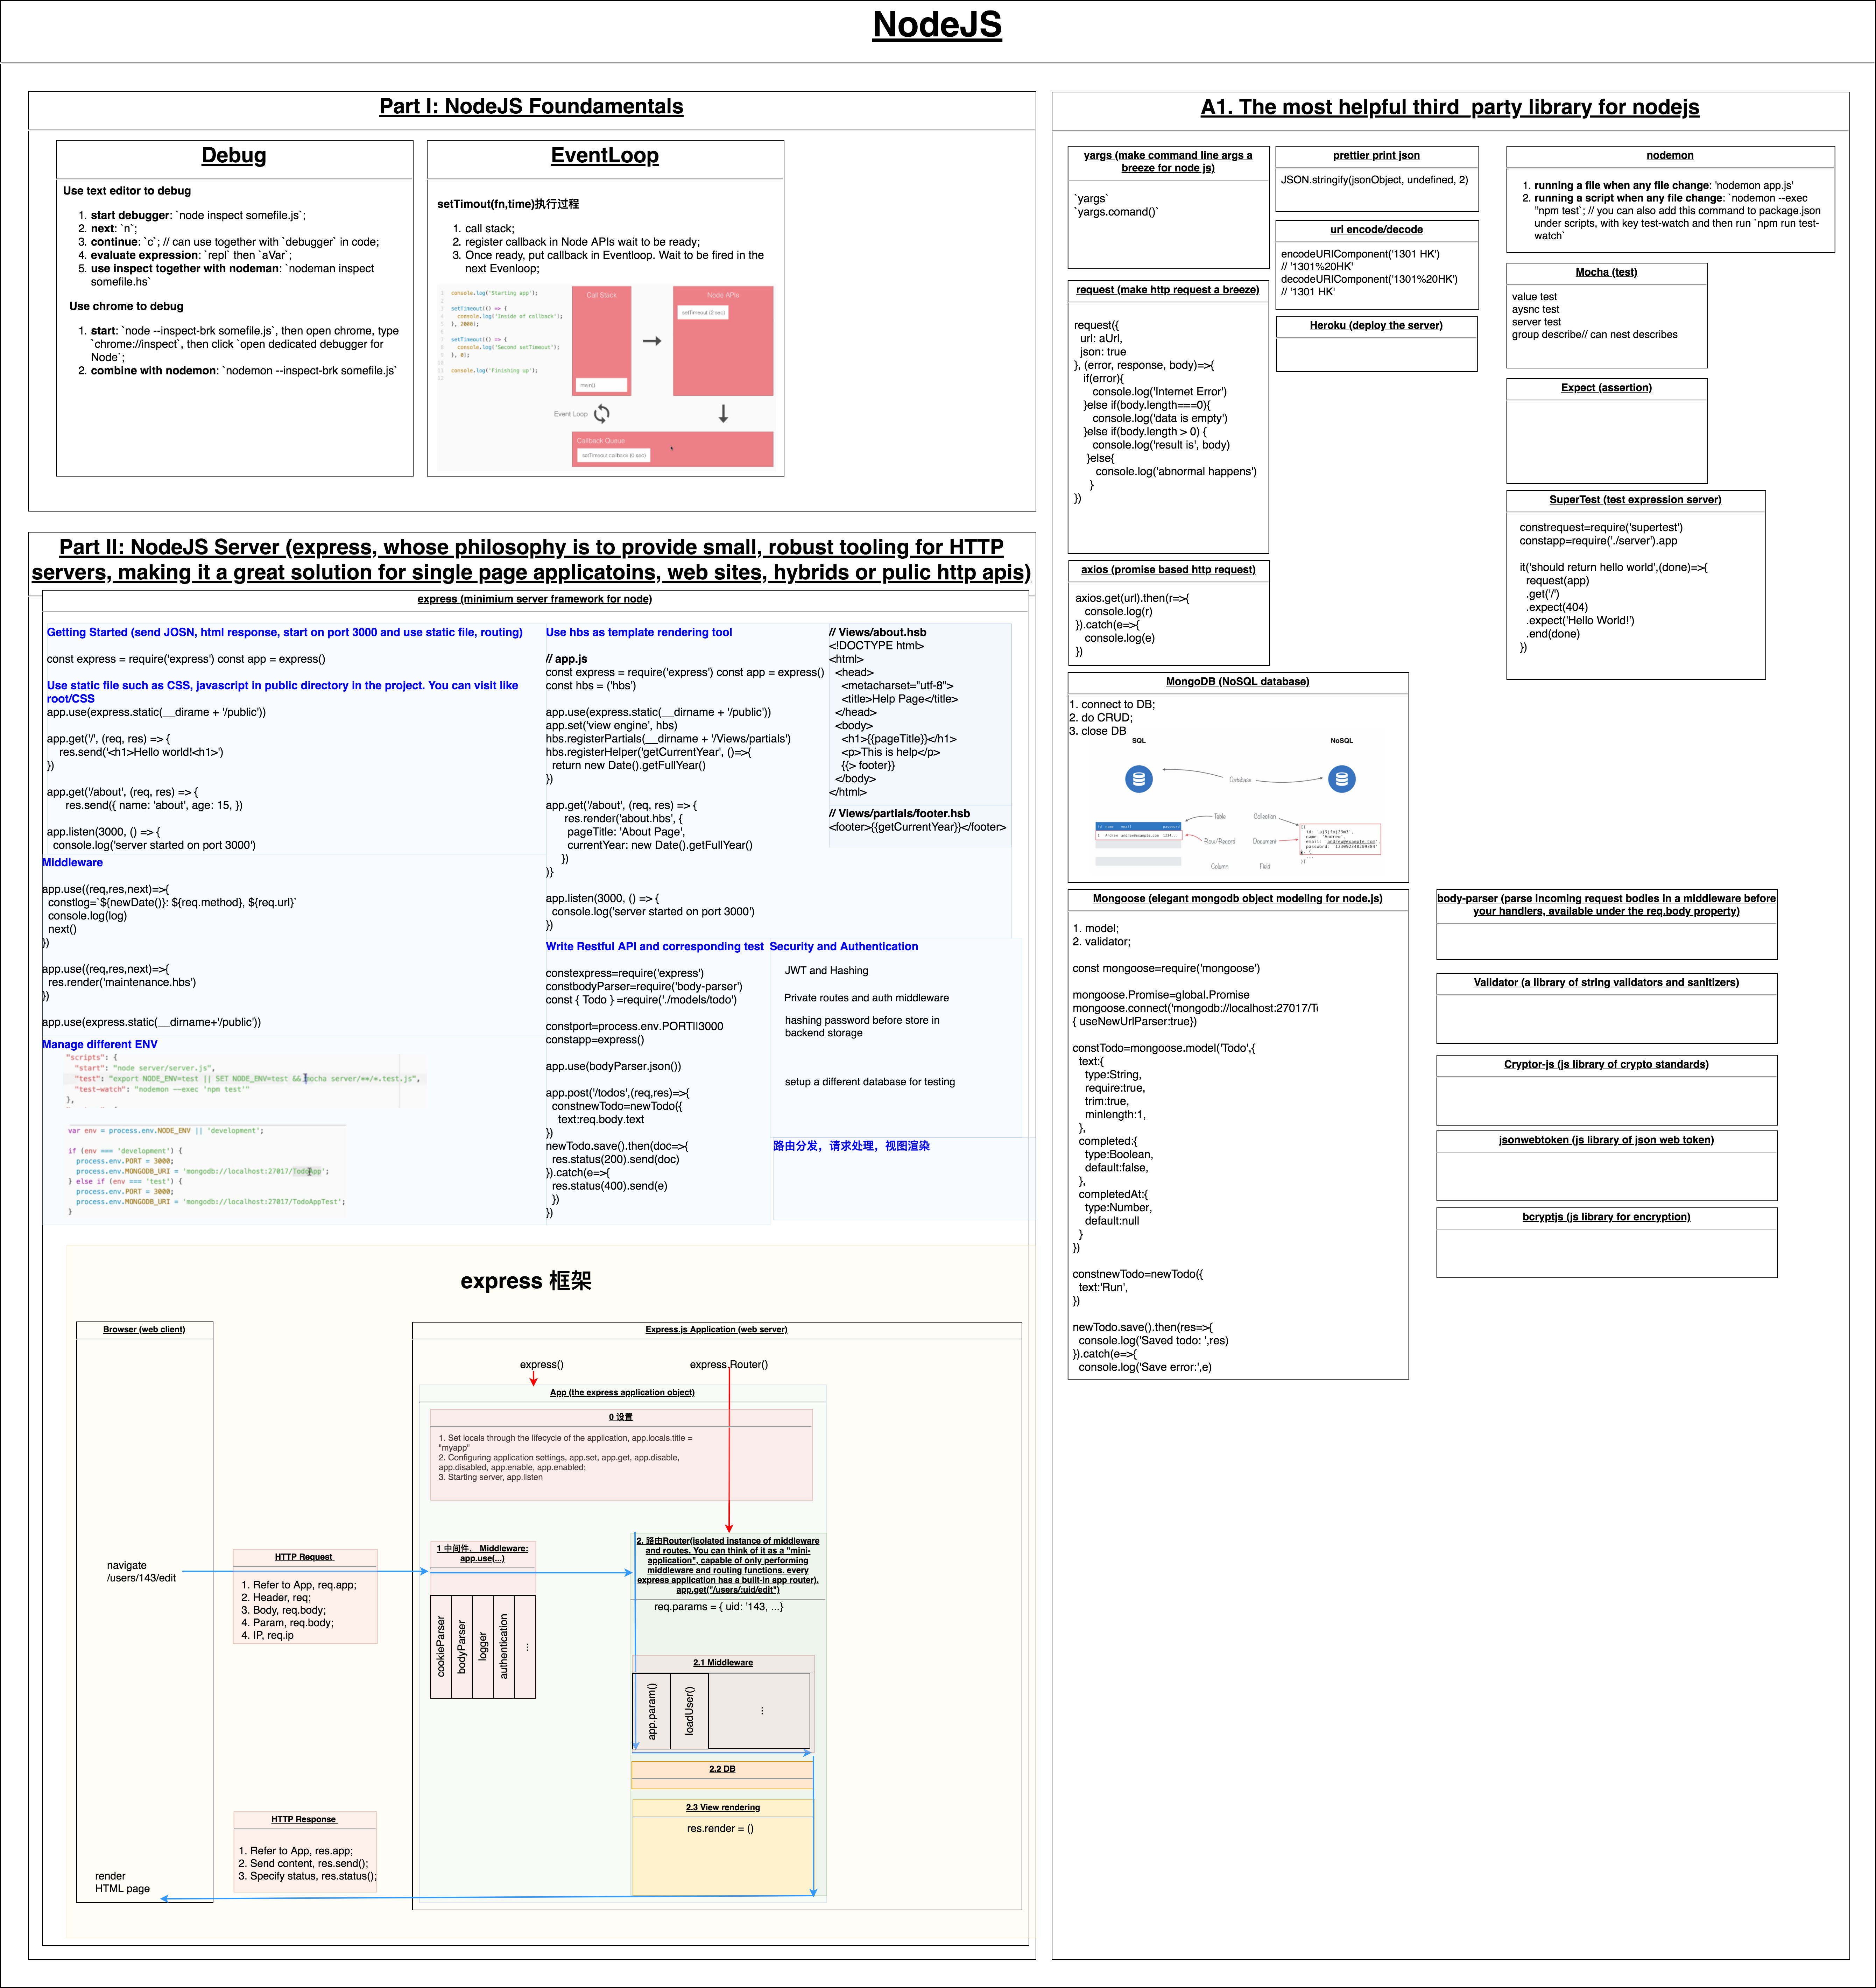 NodeJS
Part I: NodeJS Foundamentals
Debug
Use text editor to debug
1. start debugger: `node inspect somefile.js`;
2. next: `n`;
3. continue: `c`; // can use together with `debugger` in code;
4. evaluate expression: `repl` then `aVar`;
5. use inspect together with nodeman: `nodeman inspect
somefile.hs`
Use chrome to debug
1. start: `node --inspect-brk somefile.js`, then open chrome, type
`chrome://inspect`, then click `open dedicated debugger for
Node`;
2. combine with nodemon: `nodemon --inspect-brk somefile.js`
EventLoop
setTimout(fn,time)执行过程
1. call stack;
2. register callback in Node APIs wait to be ready;
3. Once ready, put callback in Eventloop. Wait to be fired in the
next Evenloop;
1 console.log('Starting app');
2
3 setTimeout(() => {
4 console.log('Inside of callback');
5 }, 2000);
6
7 setTimeout(() => {
8 console.log('Second setTimeout');
9 }, 0);
10
11 console.log('Finishing up');
12
Call Stack
main()
Node APIs
setTimeout (2 sec)
Event Loop
Callback Queue
setTimeout callback (0 sec)
Part II: NodeJS Server (express, whose philosophy is to provide small, robust tooling for HTTP
servers, making it a great solution for single page applicatoins, web sites, hybrids or pulic http apis)
express (minimium server framework for node)
Getting Started (send JOSN, html response, start on port 3000 and use static file, routing)
const express = require('express') const app = express()
Use static file such as CSS, javascript in public directory in the project. You can visit like
root/CSS
app.use(express.static(__dirame + '/public'))
app.get('/', (req, res) => {
res.send('<h1>Hello world!<h1>')
})
app.get('/about', (req, res) => {
res.send({ name: 'about', age: 15, })
app.listen(3000, () => {
console.log('server started on port 3000')
Middleware
app.use((req,res,next)=>{
constlog=`${newDate()}: ${req.method}, ${req.url}`
console.log(log)
next()
})
app.use((req,res,next)=>{
res.render('maintenance.hbs')
})
app.use(express.static(__dirname+'/public'))
Manage different ENV
"scripts": {
"start": "node server/server.js",
"test": "export NODE_ENV=test || SET NODE_ENV=test && mocha server/**/*.test.js",
"test-watch": "nodemon --exec 'npm test'"
},
var env = process.env.NODE_ENV || 'development';
if (env === 'development') {
process.env.PORT = 3000;
process.env.MONGODB_URI = 'mongodb://localhost:27017/TodoApp';
} else if (env === 'test') {
process.env.PORT = 3000;
process.env.MONGODB_URI = 'mongodb://localhost:27017/TodoAppTest';
}
Use hbs as template rendering tool
// app.js
const express = require('express') const app = express()
const hbs = ('hbs')
app.use(express.static(__dirname + '/public'))
app.set('view engine', hbs)
hbs.registerPartials(__dirname + '/Views/partials')
hbs.registerHelper('getCurrentYear', ()=>{
return new Date().getFullYear()
})
app.get('/about', (req, res) => {
res.render('about.hbs', {
pageTitle: 'About Page',
currentYear: new Date().getFullYear()
})
)}
app.listen(3000, () => {
console.log('server started on port 3000')
})
// Views/about.hsb
<!DOCTYPE html>
<html>
<head>
<metacharset="utf-8">
<title>Help Page</title>
</head>
<body>
<h1>{{pageTitle}}</h1>
<p>This is help</p>
{{> footer}}
</body>
</html>
// Views/partials/footer.hsb
<footer>{{getCurrentYear}}</footer>
Write Restful API and corresponding test
constexpress=require('express')
constbodyParser=require('body-parser')
const { Todo } =require('./models/todo')
constport=process.env.PORT||3000
constapp=express()
app.use(bodyParser.json())
app.post('/todos',(req,res)=>{
constnewTodo=newTodo({
text:req.body.text
})
newTodo.save().then(doc=>{
res.status(200).send(doc)
}).catch(e=>{
res.status(400).send(e)
})
})
Security and Authentication
JWT and Hashing
Private routes and auth middleware
hashing password before store in
backend storage
setup a different database for testing
路由分发，请求处理，视图渲染
express 框架
Browser (web client)
navigate
/users/143/edit
render
HTML page
HTTP Request
1. Refer to App, req.app;
2. Header, req;
3. Body, req.body;
4. Param, req.body;
4. IP, req.ip
HTTP Response
1. Refer to App, res.app;
2. Send content, res.send();
3. Specify status, res.status();
Express.js Application (web server)
express()
express.Router()
App (the express application object)
0 设置
1. Set locals through the lifecycle of the application, app.locals.title =
"myapp"
2. Configuring application settings, app.set, app.get, app.disable,
app.disabled, app.enable, app.enabled;
3. Starting server, app.listen
1 中间件， Middleware:
app.use(...)
cookieParser
bodyParser
logger
authentication
...
2. 路由Router(isolated instance of middleware
and routes. You can think of it as a "mini-
application", capable of only performing
middleware and routing functions. every
express application has a built-in app router).
app.get("/users/:uid/edit")
req.params = { uid: '143, ...}
2.1 Middleware
app.param()
loadUser()
...
2.2 DB
2.3 View rendering
res.render = ()
A1. The most helpful third_party library for nodejs
yargs (make command line args a
breeze for node js)
`yargs`
`yargs.comand()`
prettier print json
JSON.stringify(jsonObject, undefined, 2)
uri encode/decode
encodeURIComponent('1301 HK')
// '1301%20HK'
decodeURIComponent('1301%20HK')
// '1301 HK'
Heroku (deploy the server)
request (make http request a breeze)
request({
url: aUrl,
json: true
}, (error, response, body)=>{
if(error){
console.log('Internet Error')
}else if(body.length===0){
console.log('data is empty')
}else if(body.length > 0) {
console.log('result is', body)
}else{
console.log('abnormal happens')
}
})
axios (promise based http request)
axios.get(url).then(r=>{
console.log(r)
}).catch(e=>{
console.log(e)
})
nodemon
1. running a file when any file change: 'nodemon app.js'
2. running a script when any file change: `nodemon --exec
"npm test`; // you can also add this command to package.json
under scripts, with key test-watch and then run `npm run test-
watch`
Mocha (test)
value test
aysnc test
server test
group describe// can nest describes
Expect (assertion)
SuperTest (test expression server)
constrequest=require('supertest')
constapp=require('./server').app
it('should return hello world',(done)=>{
request(app)
.get('/')
.expect(404)
.expect('Hello World!')
.end(done)
})
MongoDB (NoSQL database)
1. connect to DB;
2. do CRUD;
3. close DB
SQL
NoSQL
Database
Table
Collection
Row/Record
Document
Column
Field
id name email password
1 Andrew andrew@example.com 1234...
[{
id: 'aj3jfoj23m3',
name: 'Andrew',
email: 'andrew@example.com',
password: '123092348209384'
}, {
...
}]
Mongoose (elegant mongodb object modeling for node.js)
1. model;
2. validator;
const mongoose=require('mongoose')
mongoose.Promise=global.Promise
mongoose.connect('mongodb://localhost:27017/To
{ useNewUrlParser:true})
constTodo=mongoose.model('Todo',{
text:{
type:String,
require:true,
trim:true,
minlength:1,
},
completed:{
type:Boolean,
default:false,
},
completedAt:{
type:Number,
default:null
}
})
constnewTodo=newTodo({
text:'Run',
})
newTodo.save().then(res=>{
console.log('Saved todo: ',res)
}).catch(e=>{
console.log('Save error:',e)
body-parser (parse incoming request bodies in a middleware before
your handlers, available under the req.body property)
Validator (a library of string validators and sanitizers)
Cryptor-js (js library of crypto standards)
jsonwebtoken (js library of json web token)
bcryptjs (js library for encryption)